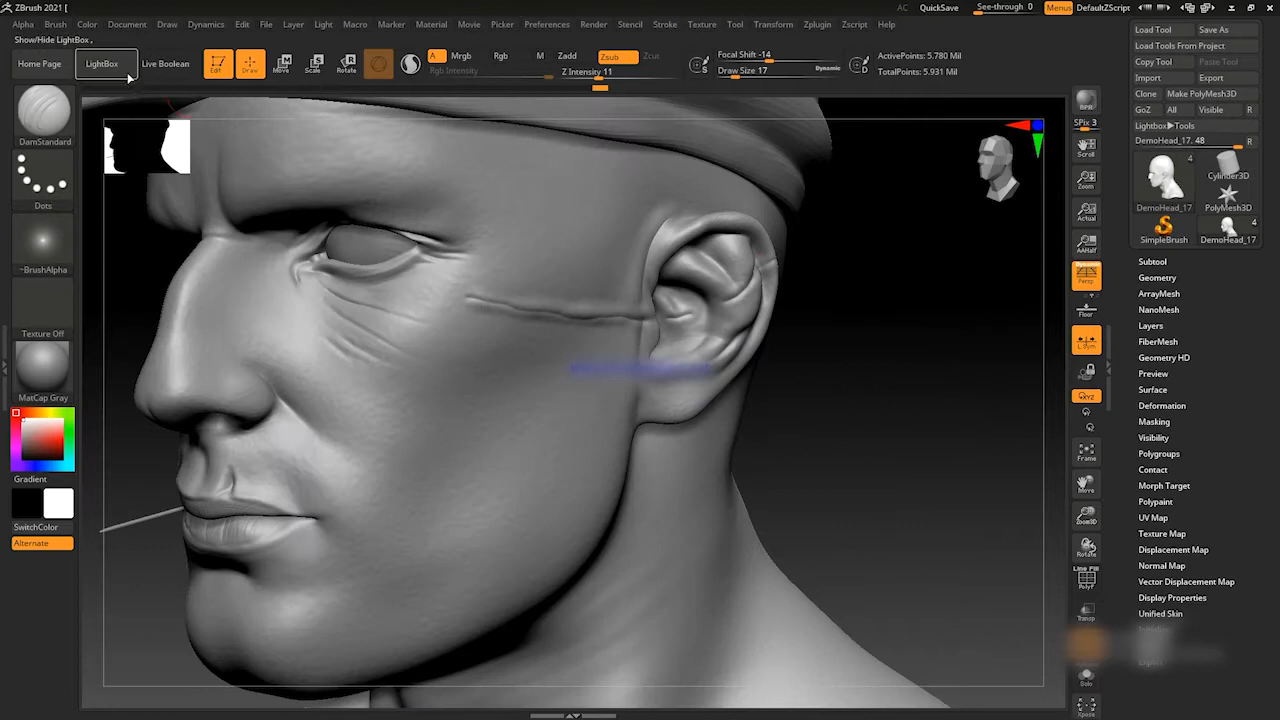 ZBrush 2021 [
AC QuickSave See-through 0 Menus DefaultZScript
Alpha Brush Color Document Draw Dynamics Edit File Layer Light Macro Marker Material Movie Picker Preferences Render Stencil Stroke Texture Tool Transform Zplugin Zscript Help
Show/Hide LightBox ,
Home Page LightBox Live Boolean Edit Draw Move Scale Rotate A Mrgb Rgb M Zadd Zsub Zcut Focal Shift -14 ActivePoints: 5.780 Mil
Rgb Intensity Z Intensity 11 S Draw Size 17 Dynamic D TotalPoints: 5.931 Mil
DamStandard
Dots
~BrushAlpha
Texture Off
MatCap Gray
Gradient
SwitchColor
Alternate
BPR
SPix 3
Scroll
Zoom
Actual
AAHalf
Dynamic
Persp
Floor
L.Sym
XYZ
Frame
Move
Zoom3D
Rotate
Line Fill
PolyF
Transp
Solo
Xpose
Load Tool Save As
Load Tools From Project
Copy Tool Paste Tool
Import Export
Clone Make PolyMesh3D
GoZ All Visible R
Lightbox▶Tools
DemoHead_17. 48 R
4
Cylinder3D
DemoHead_17 PolyMesh3D
4
SimpleBrush DemoHead_17
Subtool
Geometry
ArrayMesh
NanoMesh
Layers
FiberMesh
Geometry HD
Preview
Surface
Deformation
Masking
Visibility
Polygroups
Contact
Morph Target
Polypaint
UV Map
Texture Map
Displacement Map
Normal Map
Vector Displacement Map
Display Properties
Unified Skin